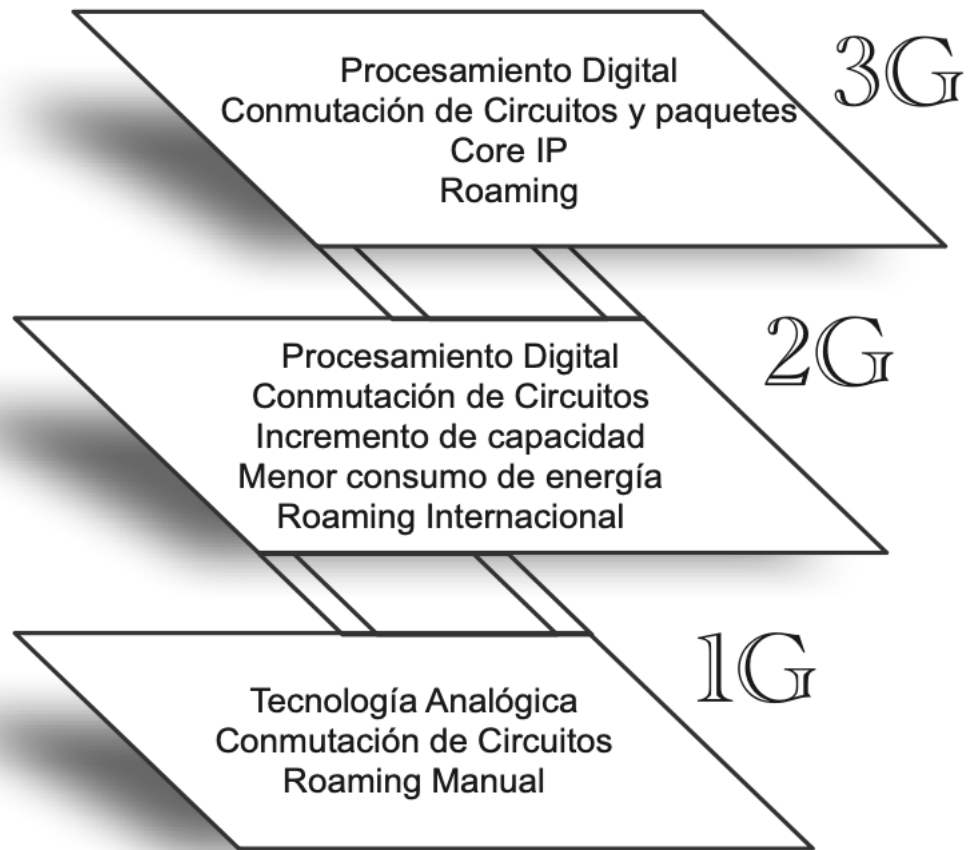 3G
Procesamiento Digital
Conmutación de Circuitos y paquetes
Core IP
Roaming
2G
Procesamiento Digital
Conmutación de Circuitos
Incremento de capacidad
Menor consumo de energía
Roaming Internacional
1G
Tecnología Analógica
Conmutación de Circuitos
Roaming Manual